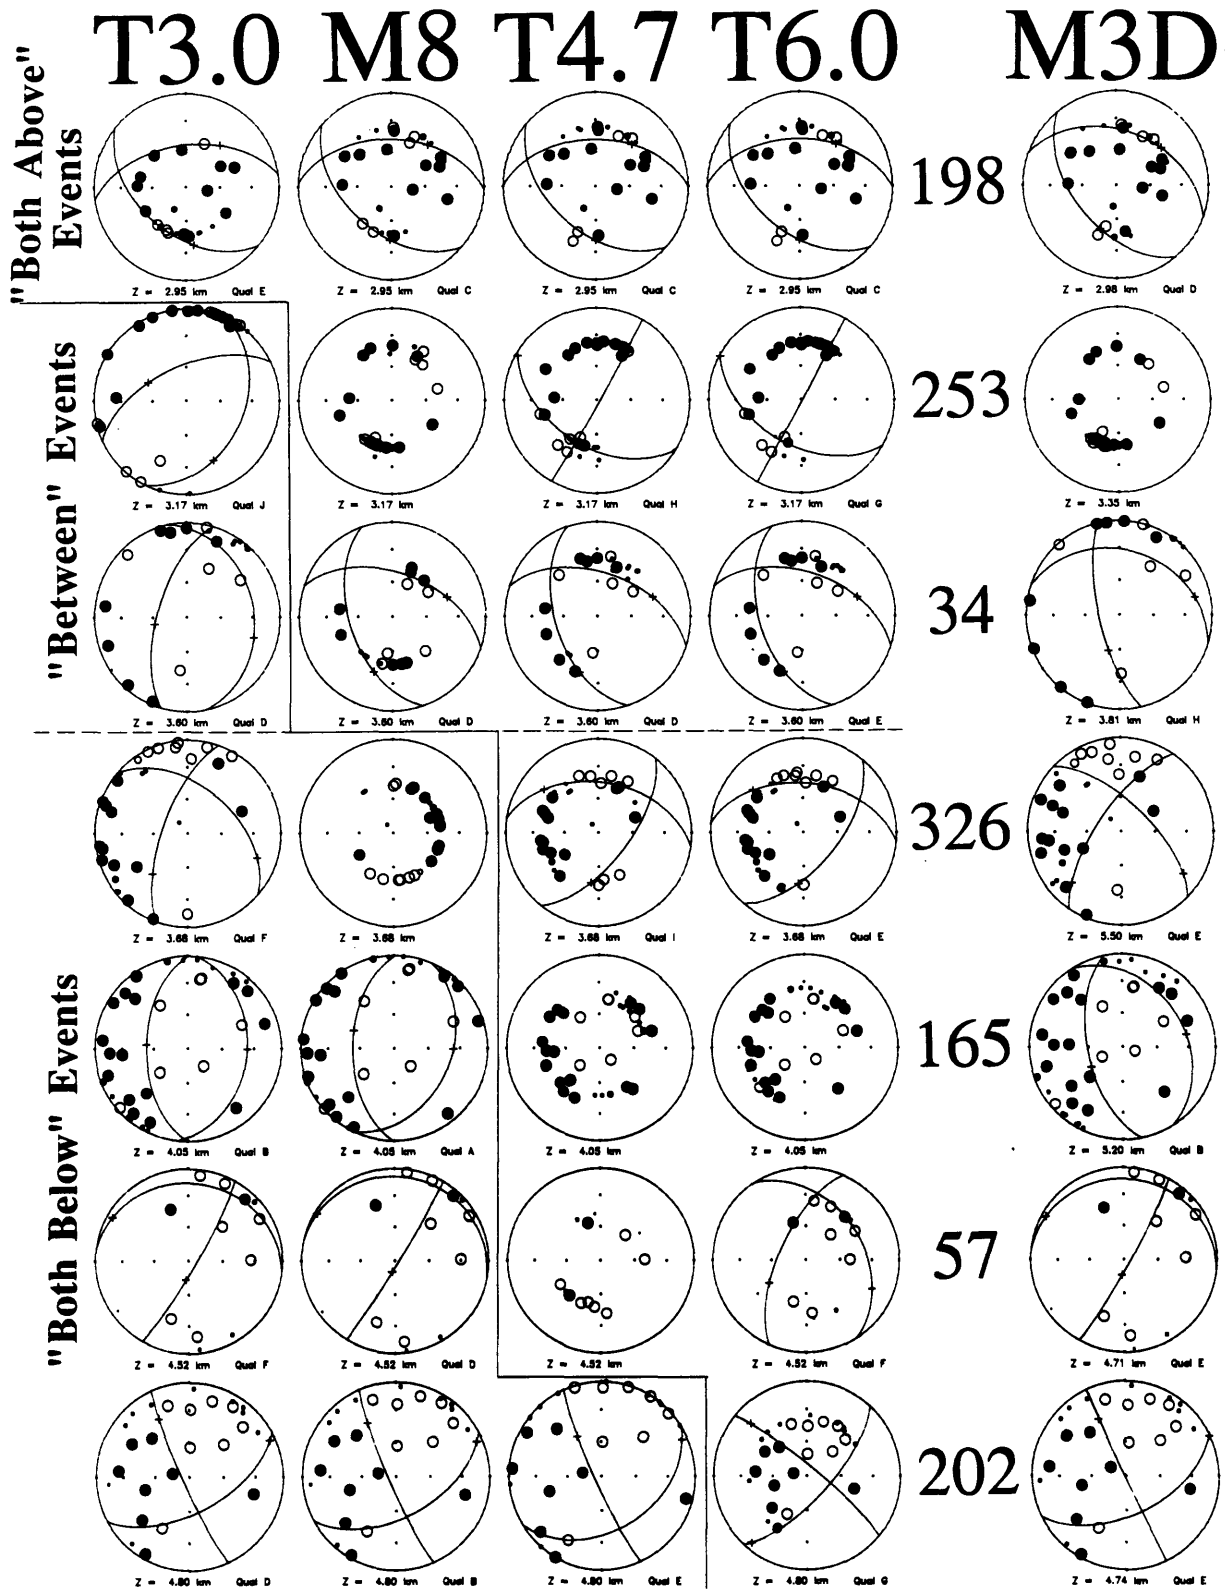 T3.0 M8 T4.7 T6.0 M3D
"Both Above" Events
198
Z = 2.95 km Qual E
Z = 2.95 km Qual C
Z = 2.95 km Qual C
Z = 2.95 km Qual C
Z = 2.98 km Qual D
"Between" Events
253
Z = 3.17 km Qual J
Z = 3.17 km
Z = 3.17 km Qual H
Z = 3.17 km Qual G
Z = 3.35 km
34
Z = 3.60 km Qual D
Z = 3.60 km Qual D
Z = 3.60 km Qual D
Z = 3.60 km Qual E
Z = 3.81 km Qual H
"Both Below" Events
326
Z = 3.68 km Qual F
Z = 3.68 km
Z = 3.68 km Qual I
Z = 3.68 km Qual E
Z = 5.50 km Qual E
165
Z = 4.05 km Qual B
Z = 4.05 km Qual A
Z = 4.05 km
Z = 4.05 km
Z = 5.20 km Qual B
57
Z = 4.52 km Qual F
Z = 4.52 km Qual D
Z = 4.52 km
Z = 4.52 km Qual F
Z = 4.71 km Qual E
202
Z = 4.80 km Qual D
Z = 4.80 km Qual B
Z = 4.80 km Qual E
Z = 4.80 km Qual G
Z = 4.74 km Qual E